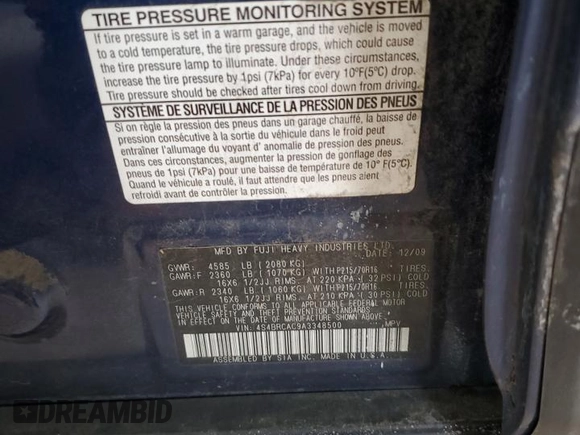 TIRE PRESSURE MONITORING SYSTEM
If tire pressure is set in a warm garage, and the vehicle is moved
to a cold temperature, the tire pressure drops, which could cause
the tire pressure lamp to illuminate. Under these circumstances,
increase the tire pressure by 1psi (7kPa) for every 10°F(5°C) drop.
Tire pressure should be checked after tires cool down from driving.
SYSTÈME DE SURVEILLANCE DE LA PRESSION DES PNEUS
Si on règle la pression des pneus dans un garage chauffé, la baisse de
pression consécutive à la sortie du véhicule dans le froid peut
entraîner l'allumage du voyant d' anomalie de pression des pneus.
Dans ces circonstances, augmenter la pression de gonflage des
pneus de 1psi (7kPa) pour une baisse de température de 10° F(5°C).
Quand le véhicule a roulé, il faut attendre que les pneus aient
refroidi avant de contrôler la pression.
MFD BY FUJI HEAVY INDUSTRIES LTD.
DATE: 12/09
GVWR: 4585 LB (2080 KG)
GAWR:F 2360 LB (1070 KG) WITH P215/70R16 TIRES,
16X6 1/2JJ RIMS, AT 220 KPA ( 32 PSI) COLD
GAWR:R 2340 LB (1060 KG) WITH P215/70R16 TIRES,
16X6 1/2JJ RIMS, AT 210 KPA ( 30 PSI) COLD
THIS VEHICLE CONFORMS TO ALL APPLICABLE FEDERAL MOTOR
VEHICLE SAFETY AND THEFT PREVENTION STANDARDS
IN EFFECT ON THE DATE OF MANUFACTURE SHOWN ABOVE.
VIN: 4S4BRCAC9A3348500 /MPV
ASSEMBLED BY SIA INC. MADE IN U.S.A.
DREAMBID